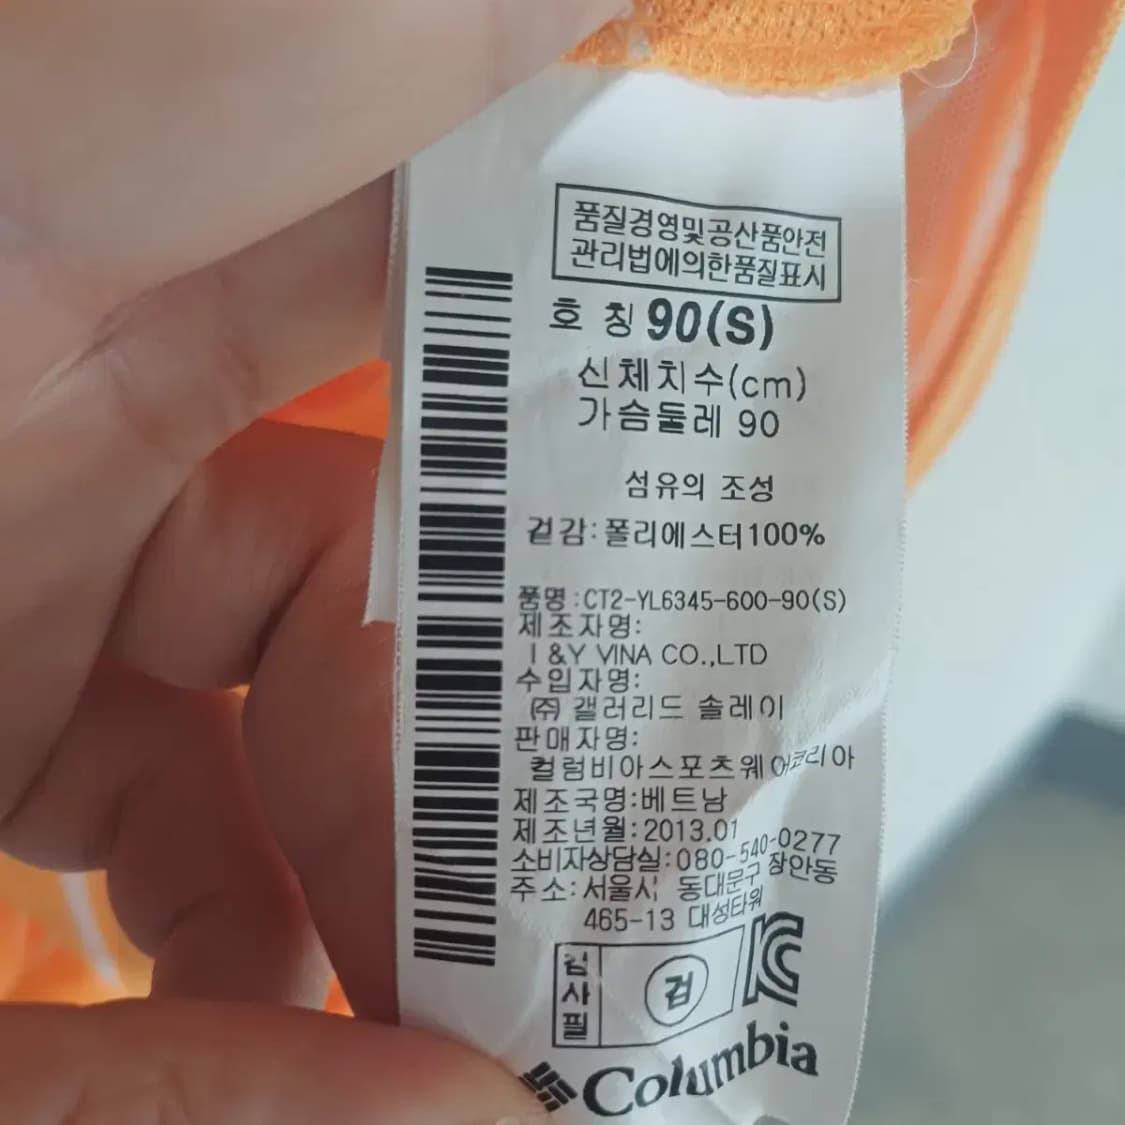 품질경영및공산품안전
관리법에의한품질표시
호 칭 90(S)
신체치수(cm)
가슴둘레 90
섬유의 조성
겉감:폴리에스터100%
품명:CT2-YL6345-600-90(S)
제조자명:
I &Y VINA CO.,LTD
수입자명:
㈜ 갤러리드 솔레이
판매자명:
컬럼비아스포츠웨어코리아
제조국명:베트남
제조년월:2013.01
소비자상담실:080-540-0277
주소:서울시 동대문구 장안동
465-13 대성타워
검사필
검
KC
Columbia